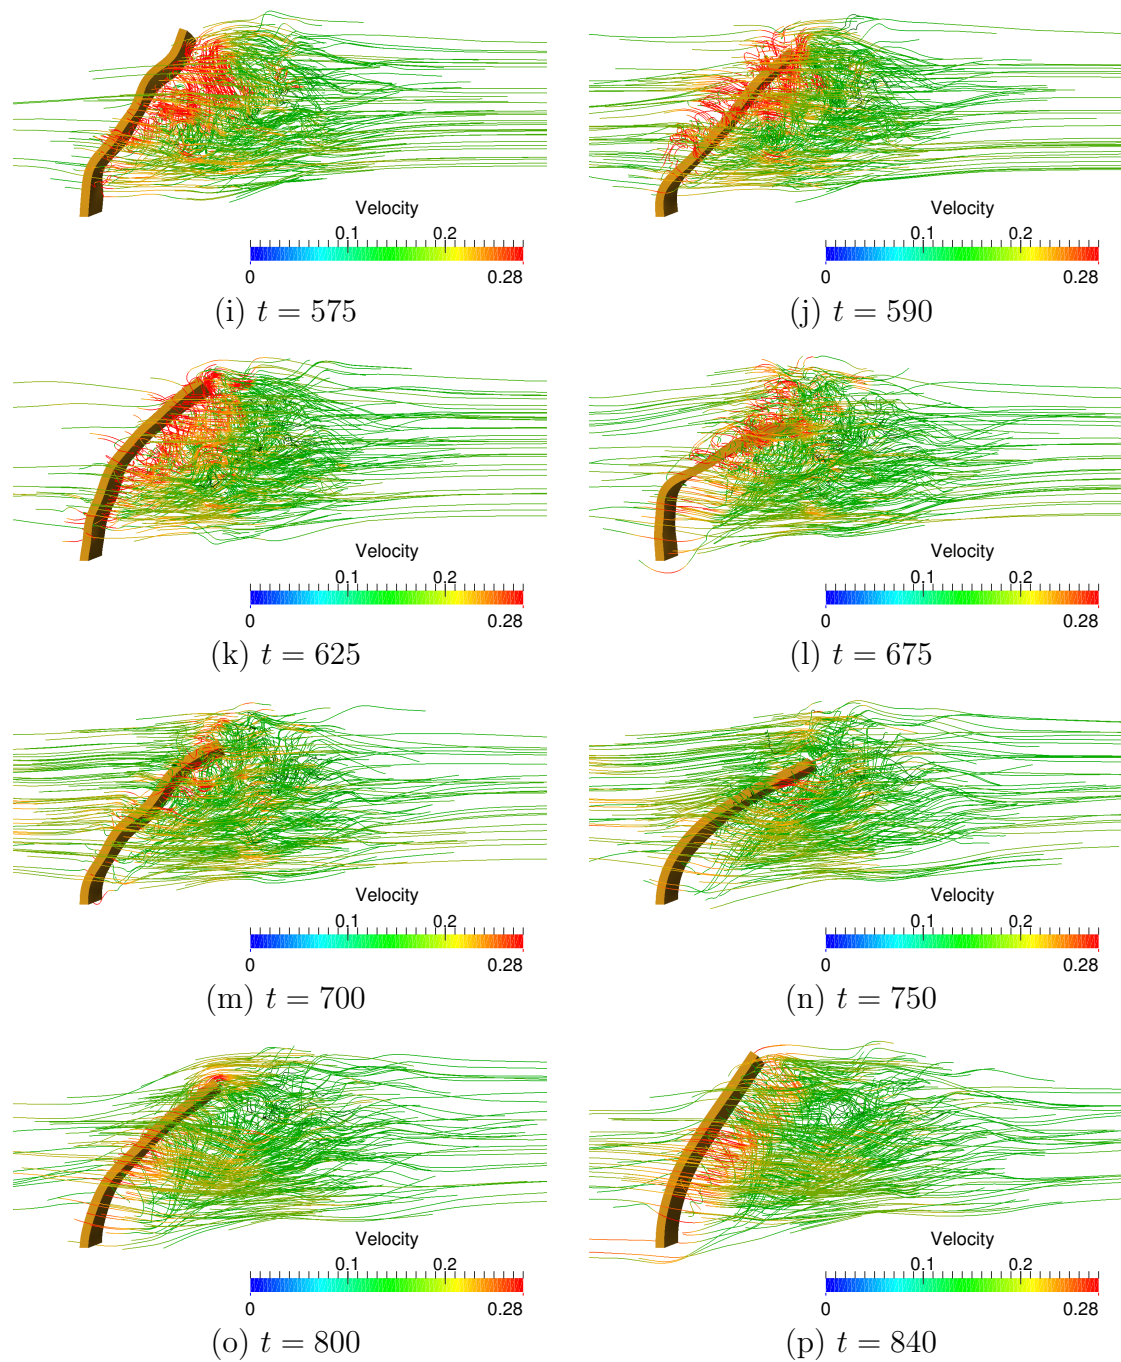 Velocity
0.1 0.2
0 0.28
(i) t = 575
Velocity
0.1 0.2
0 0.28
(j) t = 590
Velocity
0.1 0.2
0 0.28
(k) t = 625
Velocity
0.1 0.2
0 0.28
(l) t = 675
Velocity
0.1 0.2
0 0.28
(m) t = 700
Velocity
0.1 0.2
0 0.28
(n) t = 750
Velocity
0.1 0.2
0 0.28
(o) t = 800
Velocity
0.1 0.2
0 0.28
(p) t = 840